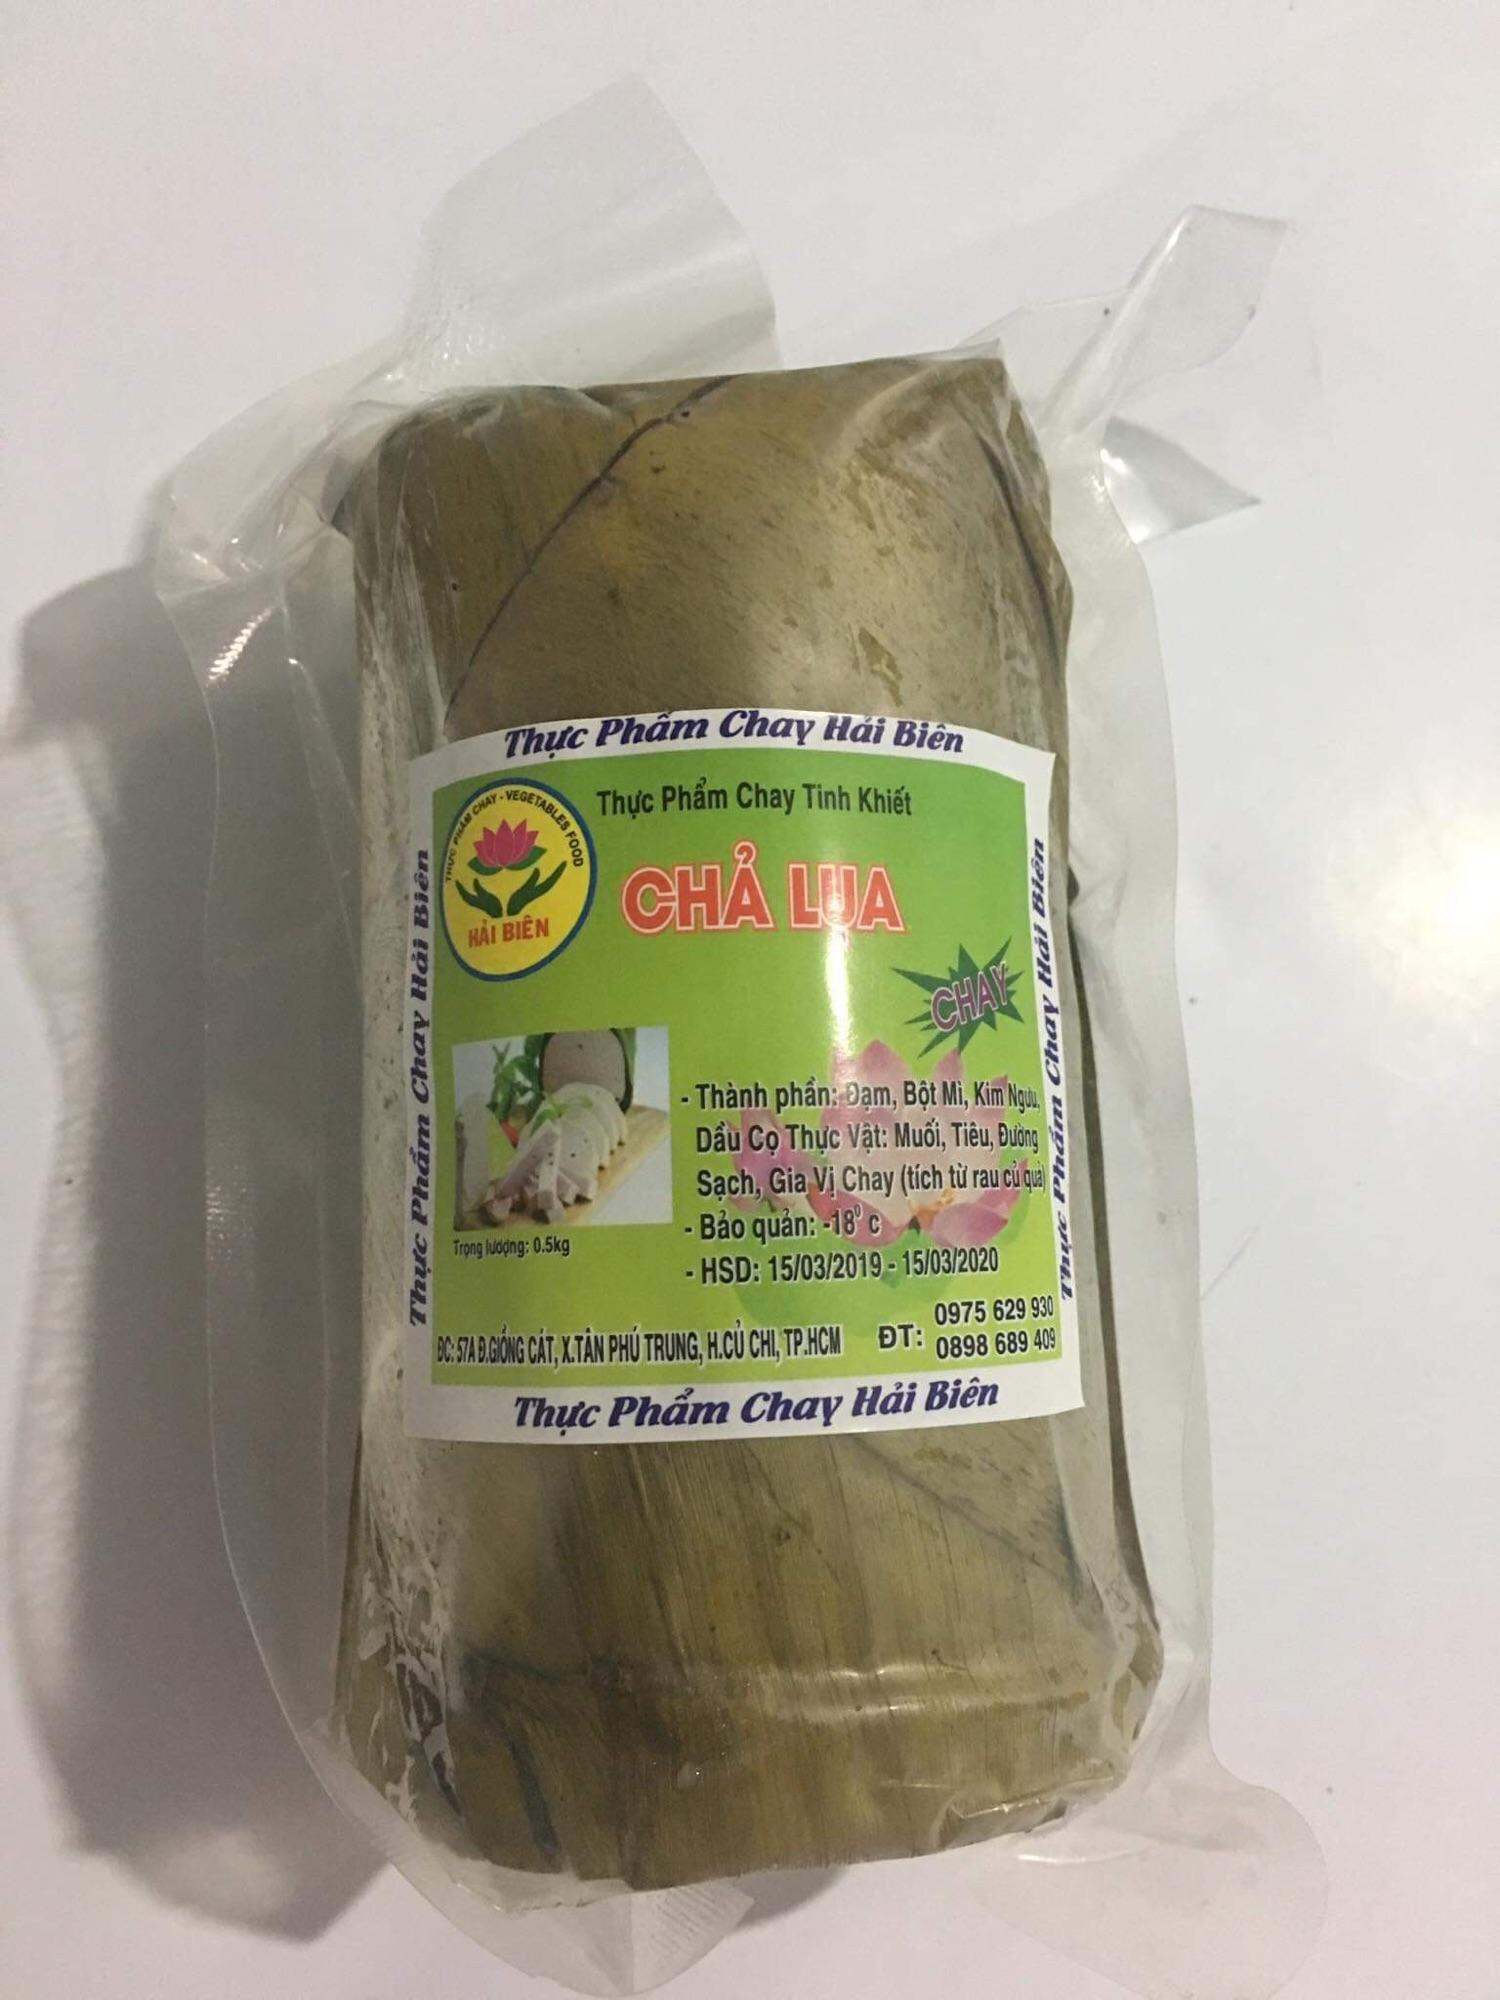 Thực Phẩm Chay Hải Biên
THỰC PHẨM CHAY - VEGETABLES FOOD
HẢI BIÊN
Thực Phẩm Chay Tinh Khiết
CHẢ LỤA
CHAY
Thực Phẩm Chay Hải Biên
Thực Phẩm Chay Hải Biên
- Thành phần: Đạm, Bột Mì, Kim Ngưu,
Dầu Cọ Thực Vật: Muối, Tiêu, Đường
Sạch, Gia Vị Chay (tích từ rau củ quả)
- Bảo quản: -18⁰ c
- HSD: 15/03/2019 - 15/03/2020
Trọng lượng: 0.5kg
ĐC: 57A Đ.GIỒNG CÁT, X.TÂN PHÚ TRUNG, H.CỦ CHI, TP.HCM
ĐT: 0975 629 930
0898 689 409
Thực Phẩm Chay Hải Biên